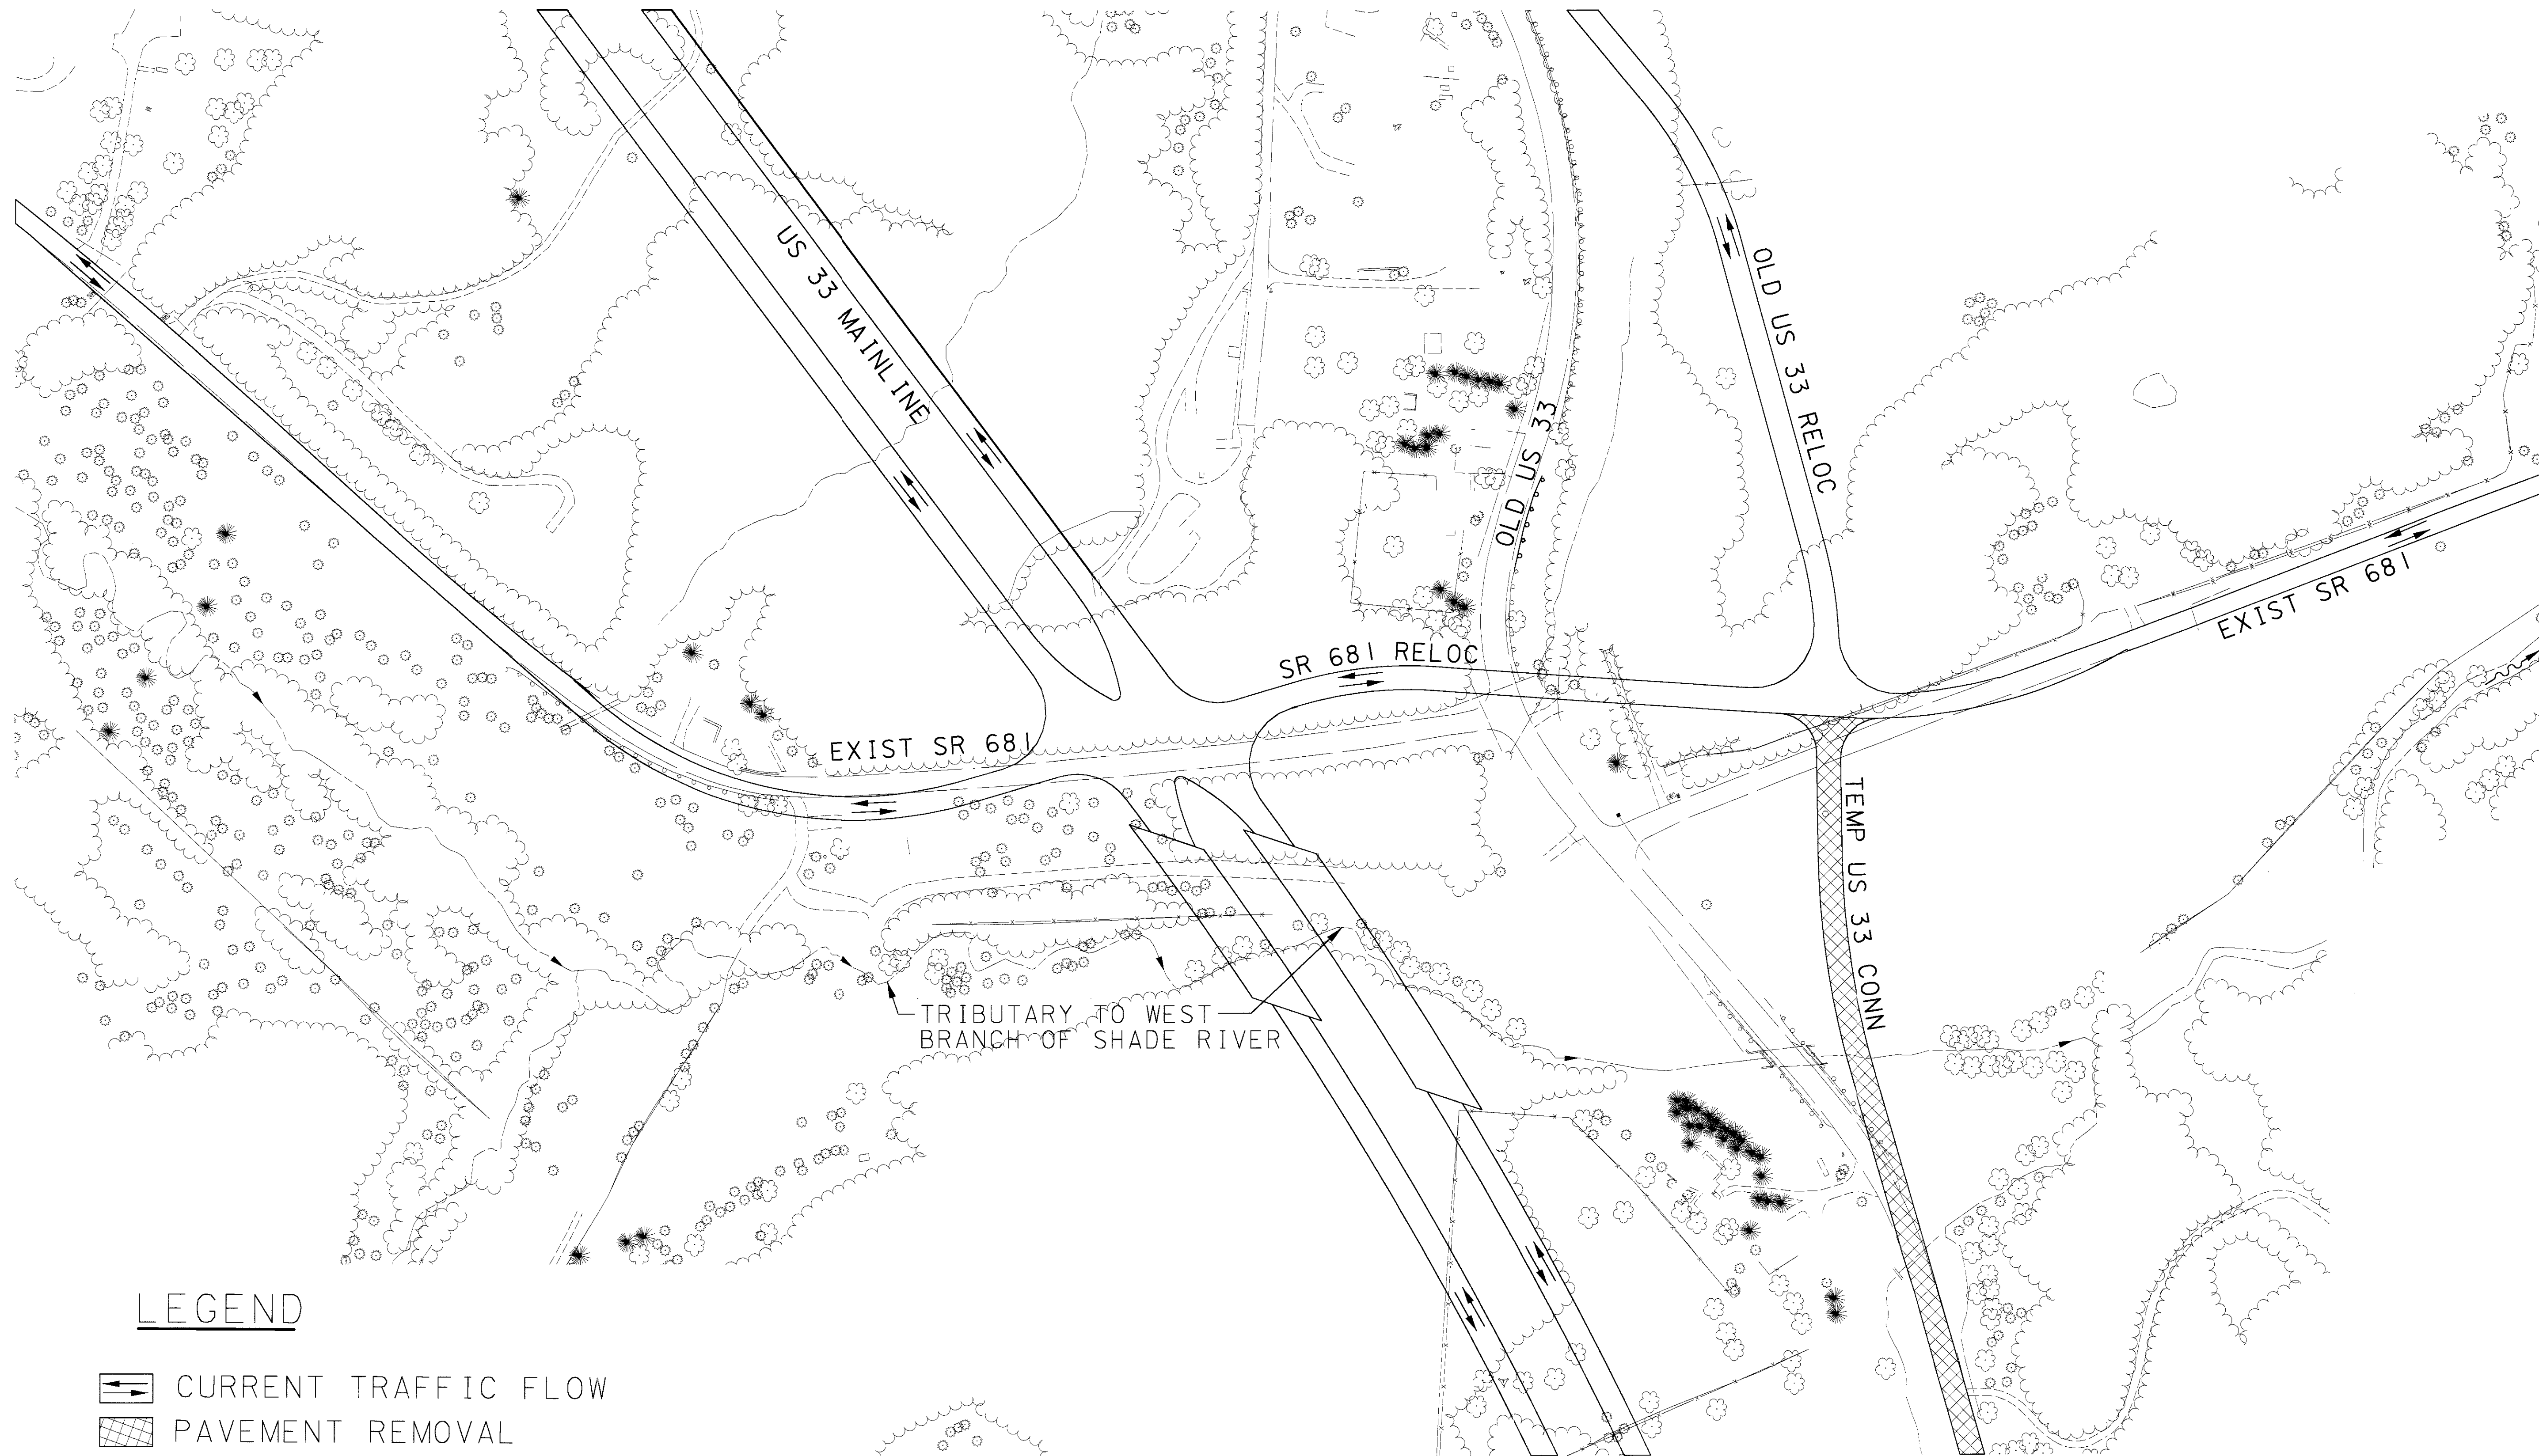 US 33 MAINLINE
OLD US 33
OLD US 33 RELOC
SR 681 RELOC
EXIST SR 681
EXIST SR 681
TEMP US 33 CONN
TRIBUTARY TO WEST
BRANCH OF SHADE RIVER
LEGEND
CURRENT TRAFFIC FLOW
PAVEMENT REMOVAL